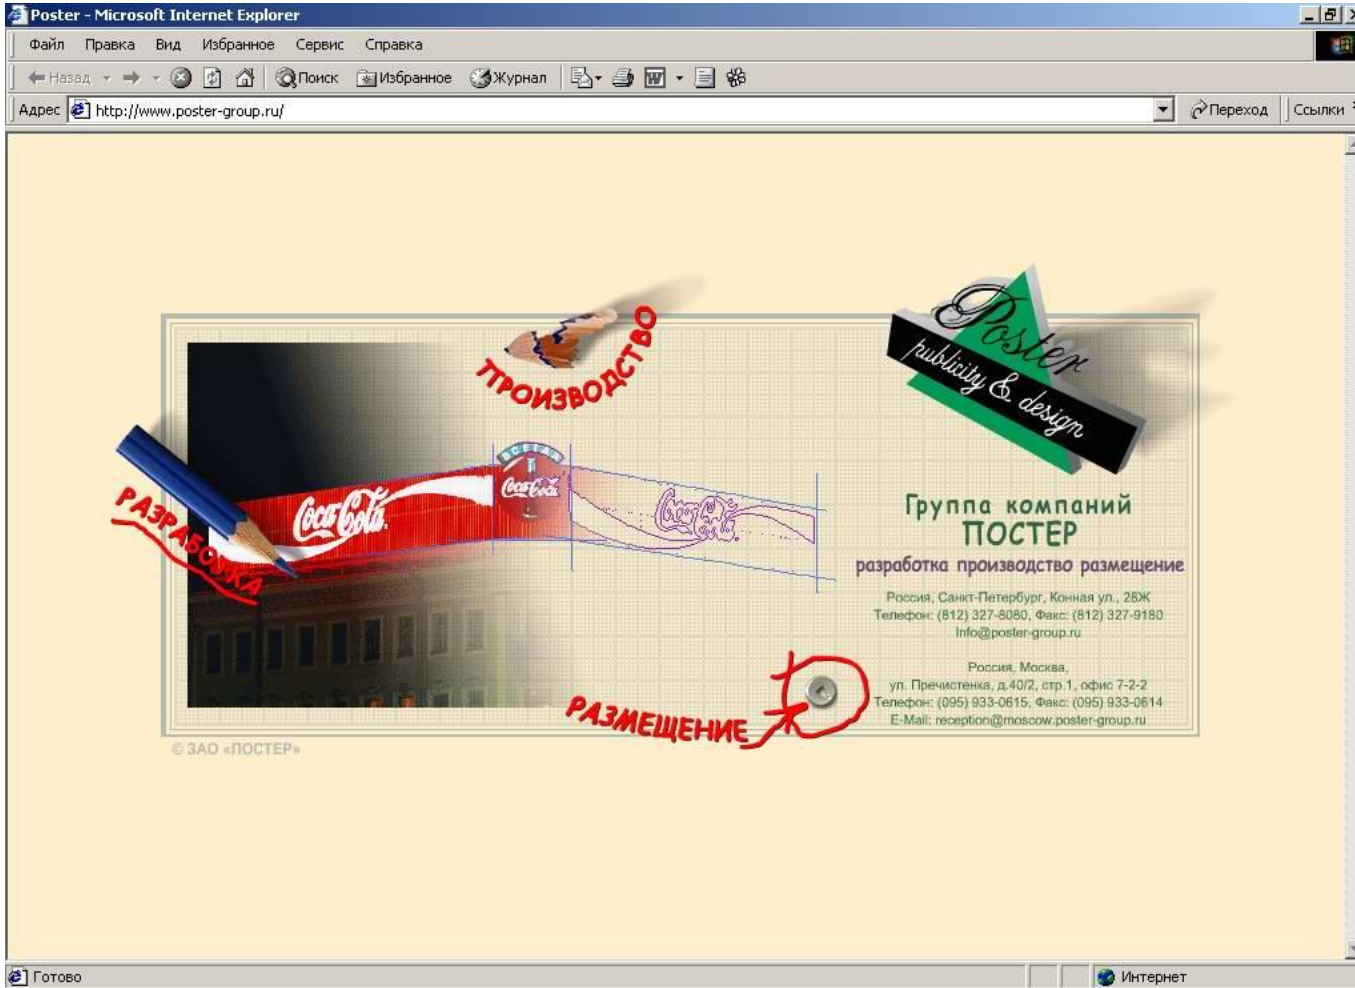 Poster - Microsoft Internet Explorer
Файл Правка Вид Избранное Сервис Справка
Назад Поиск Избранное Журнал
Адрес http://www.poster-group.ru/ Переход Ссылки
ПРОИЗВОДСТВО
Poster
publicity & design
ВСЕГДА
Coca-Cola
Coca-Cola
Coca-Cola
РАЗРАБОТКА
Группа компаний
ПОСТЕР
разработка производство размещение
Россия, Санкт-Петербург, Конная ул., 28Ж
Телефон: (812) 327-8080, Факс: (812) 327-9180
Info@poster-group.ru
Россия, Москва,
ул. Пречистенка, д.40/2, стр.1, офис 7-2-2
Телефон: (095) 933-0615, Факс: (095) 933-0614
E-Mail: reception@moscow.poster-group.ru
РАЗМЕЩЕНИЕ
© ЗАО «ПОСТЕР»
Готово Интернет